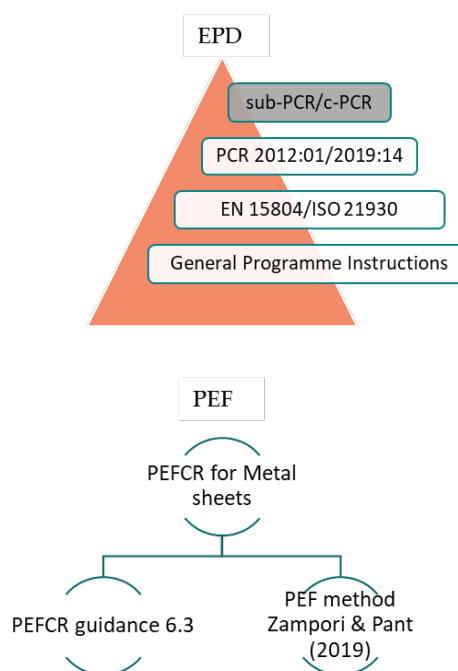 EPD
sub-PCR/c-PCR
PCR 2012:01/2019:14
EN 15804/ISO 21930
General Programme Instructions
PEF
PEFCR for Metal
sheets
PEFCR guidance 6.3
PEF method
Zampori & Pant
(2019)